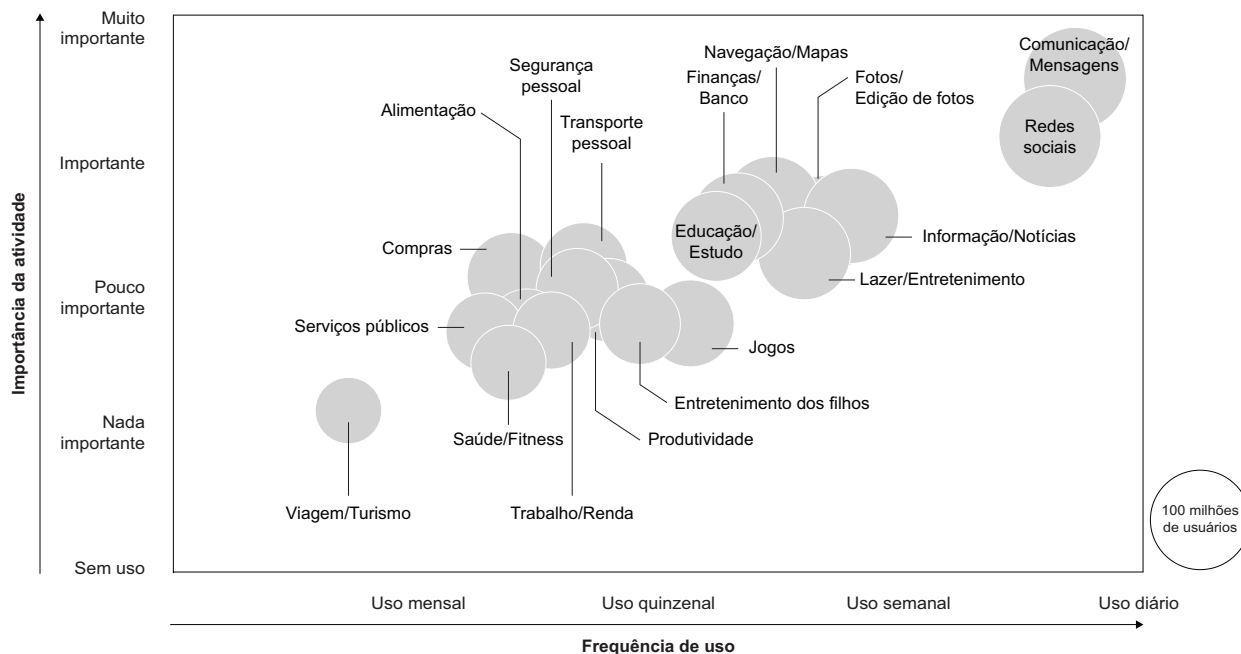 Muito
importante
Importante
Pouco
importante
Nada
importante
Sem uso
Importância da atividade
Comunicação/
Mensagens
Redes
sociais
Navegação/Mapas
Finanças/
Banco
Fotos/
Edição de fotos
Segurança
pessoal
Alimentação
Transporte
pessoal
Compras
Educação/
Estudo
Informação/Notícias
Lazer/Entretenimento
Serviços públicos
Jogos
Entretenimento dos filhos
Saúde/Fitness
Produtividade
Viagem/Turismo
Trabalho/Renda
100 milhões
de usuários
Uso mensal
Uso quinzenal
Uso semanal
Uso diário
Frequência de uso